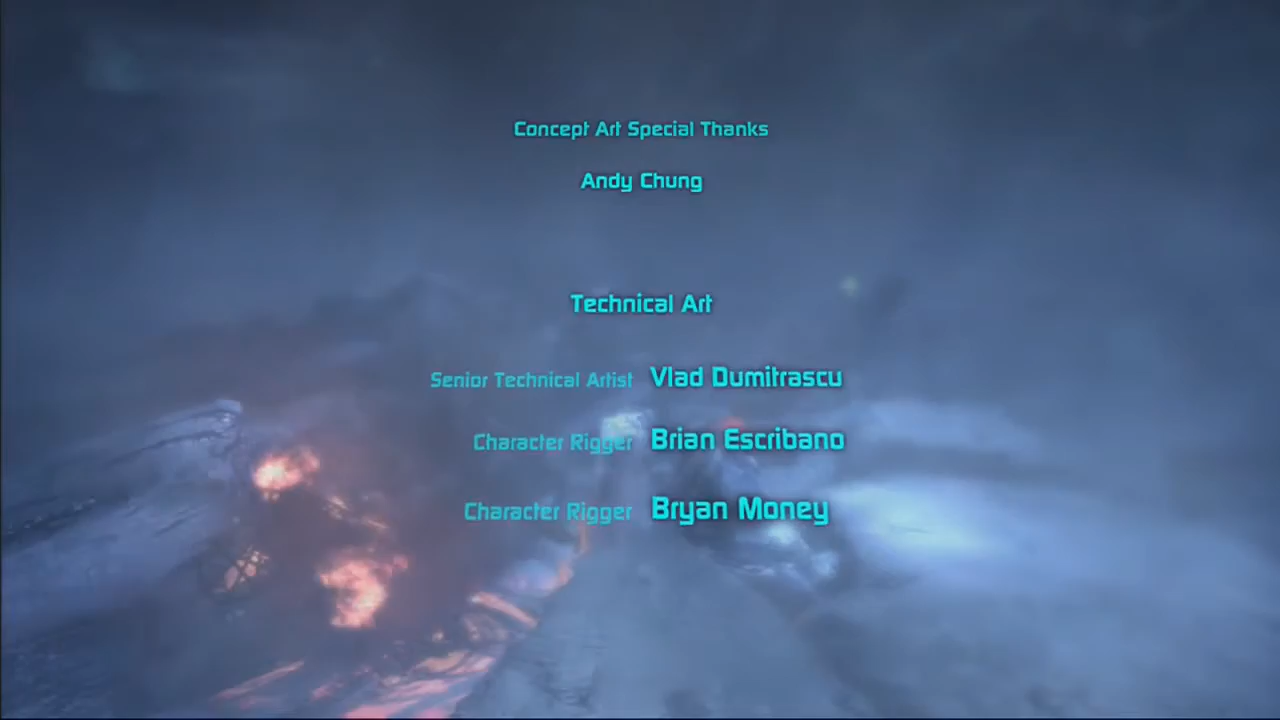 Concept Art Special Thanks
Andy Chung
Technical Art
Senior Technical Artist Vlad Dumitrascu
Character Rigger Brian Escribano
Character Rigger Bryan Money